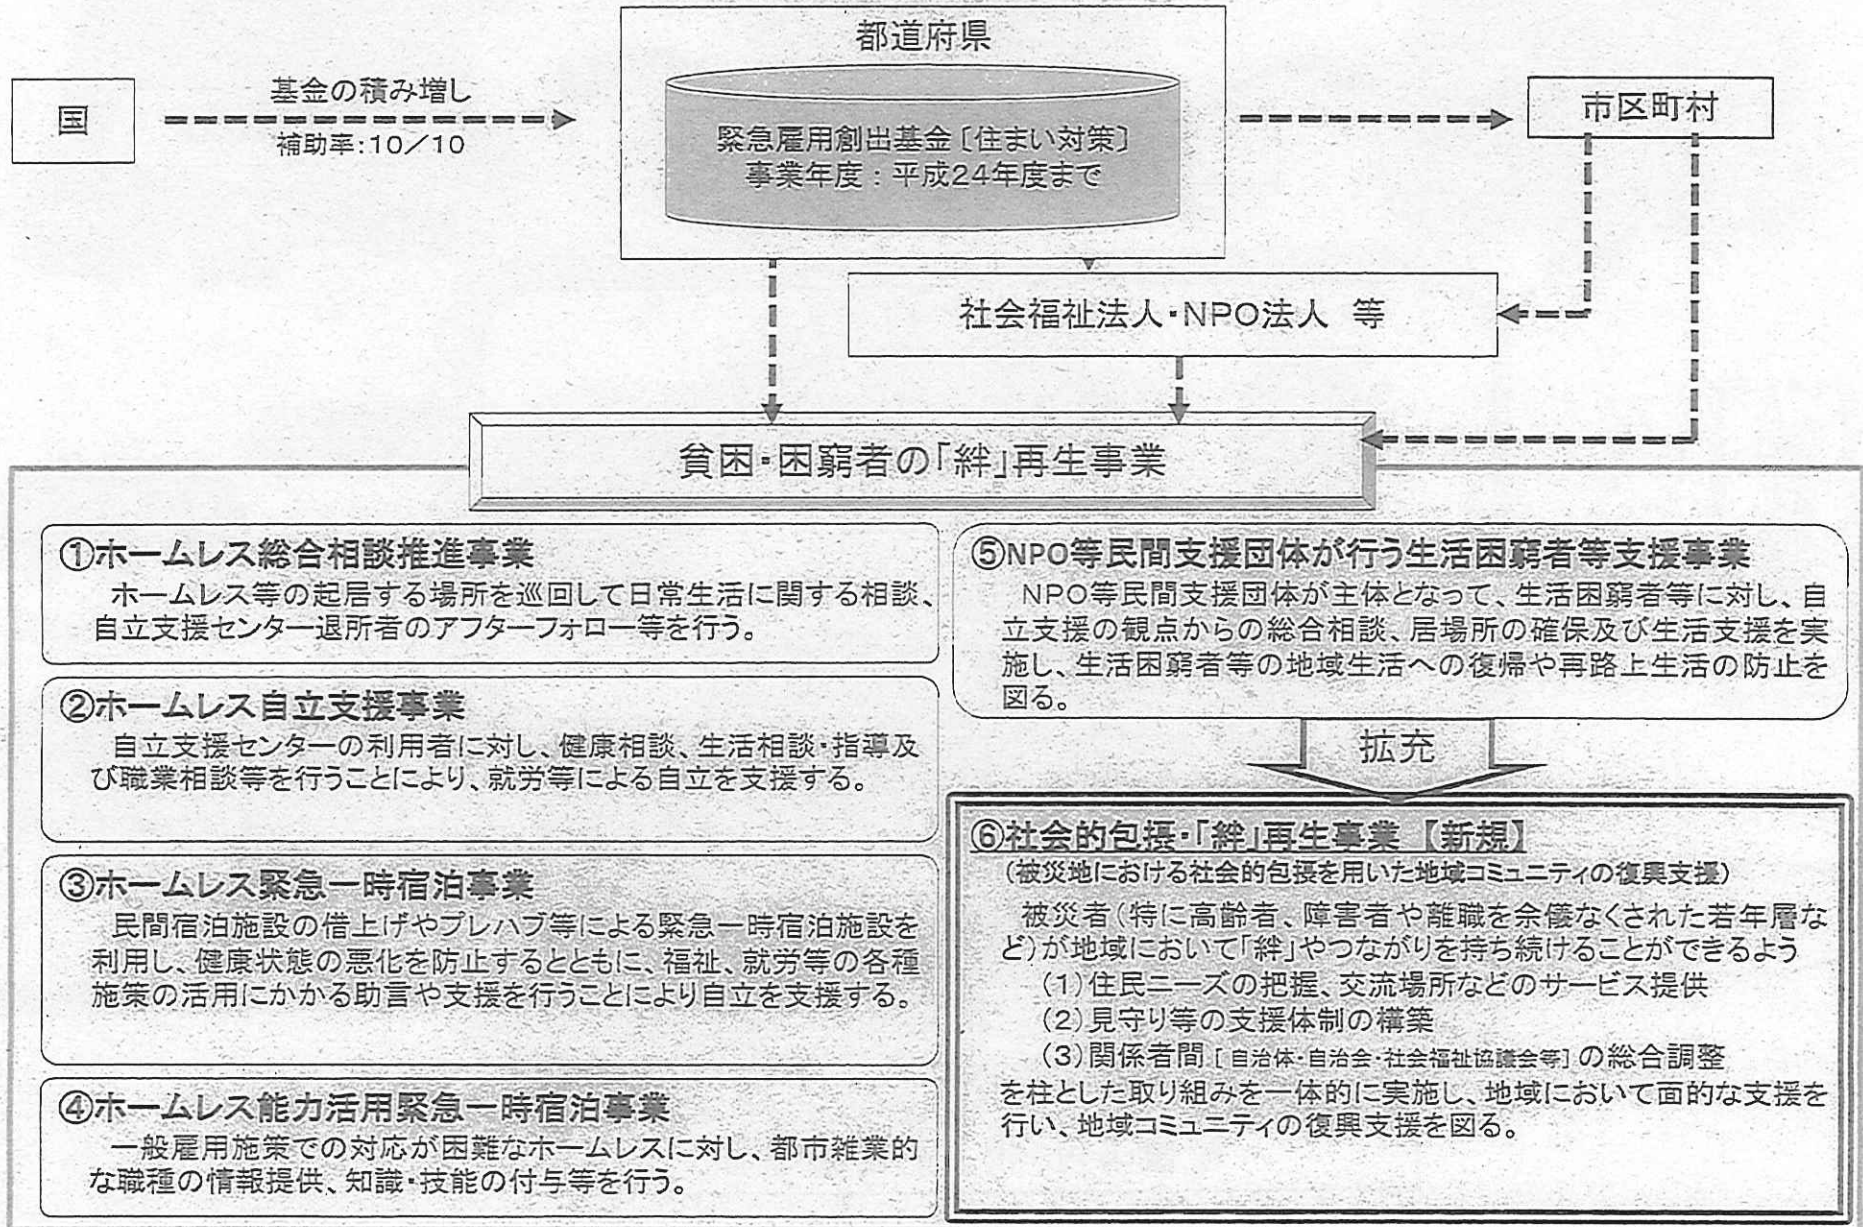 都道府県
国
基金の積み増し
補助率:10/10
緊急雇用創出基金〔住まい対策〕
事業年度:平成24年度まで
市区町村
社会福祉法人・NPO法人 等
貧困・困窮者の「絆」再生事業
①ホームレス総合相談推進事業
ホームレス等の起居する場所を巡回して日常生活に関する相談、
自立支援センター退所者のアフターフォロー等を行う。
②ホームレス自立支援事業
自立支援センターの利用者に対し、健康相談、生活相談・指導及
び職業相談等を行うことにより、就労等による自立を支援する。
③ホームレス緊急一時宿泊事業
民間宿泊施設の借上げやプレハブ等による緊急一時宿泊施設を
利用し、健康状態の悪化を防止するとともに、福祉、就労等の各種
施策の活用にかかる助言や支援を行うことにより自立を支援する。
④ホームレス能力活用緊急一時宿泊事業
一般雇用施策での対応が困難なホームレスに対し、都市雑業的
な職種の情報提供、知識・技能の付与等を行う。
⑤NPO等民間支援団体が行う生活困窮者等支援事業
NPO等民間支援団体が主体となって、生活困窮者等に対し、自
立支援の観点からの総合相談、居場所の確保及び生活支援を実
施し、生活困窮者等の地域生活への復帰や再路上生活の防止を
図る。
拡充
⑥社会的包摂・「絆」再生事業 【新規】
(被災地における社会的包摂を用いた地域コミュニティの復興支援)
被災者(特に高齢者、障害者や離職を余儀なくされた若年層な
ど)が地域において「絆」やつながりを持ち続けることができるよう
(1)住民ニーズの把握、交流場所などのサービス提供
(2)見守り等の支援体制の構築
(3)関係者間[自治体・自治会・社会福祉協議会等]の総合調整
を柱とした取り組みを一体的に実施し、地域において面的な支援を
行い、地域コミュニティの復興支援を図る。